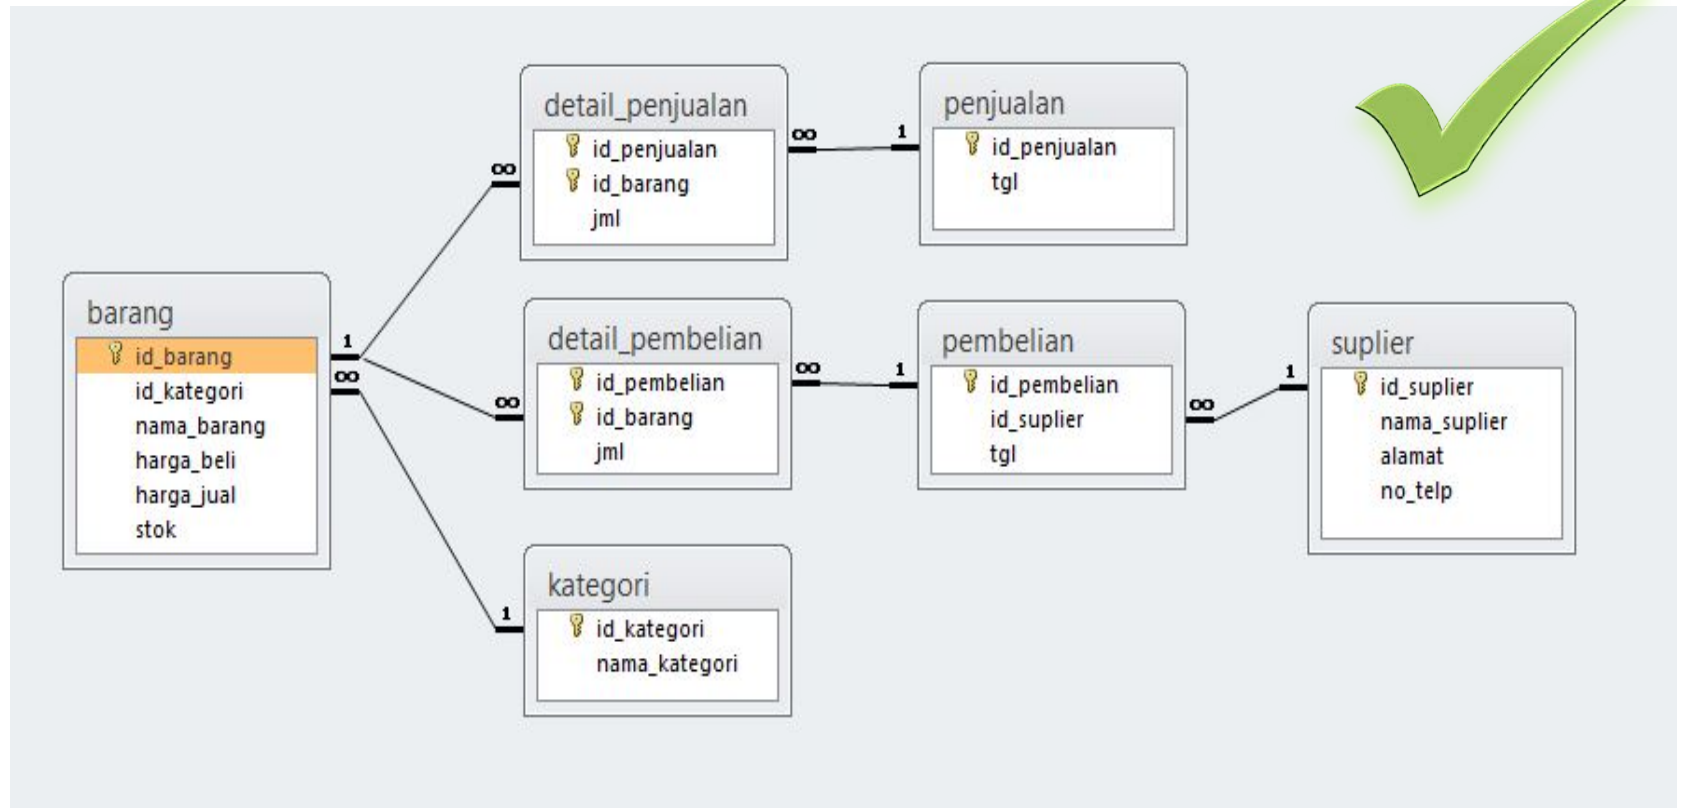 detail_penjualan
id_penjualan
id_barang
jml
∞
∞
1
penjualan
id_penjualan
tgl
barang
id_barang
id_kategori
nama_barang
harga_beli
harga_jual
stok
1
∞
detail_pembelian
id_pembelian
id_barang
jml
∞
∞
1
pembelian
id_pembelian
id_suplier
tgl
∞
1
suplier
id_suplier
nama_suplier
alamat
no_telp
1
kategori
id_kategori
nama_kategori